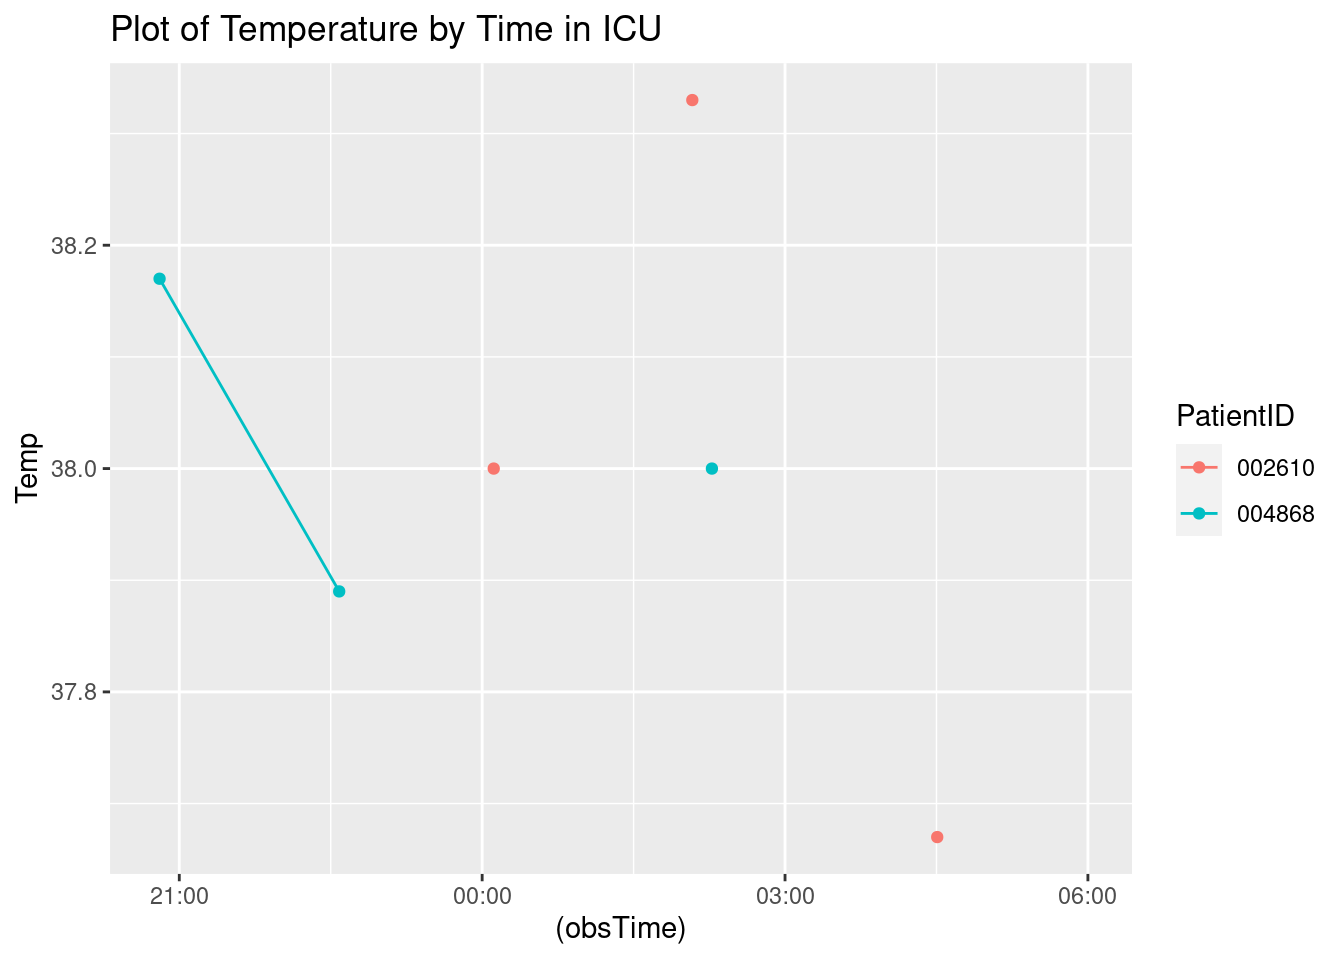 Plot of Temperature by Time in ICU
38.2
38.0
37.8
Temp
21:00
00:00
03:00
06:00
(obsTime)
PatientID
002610
004868